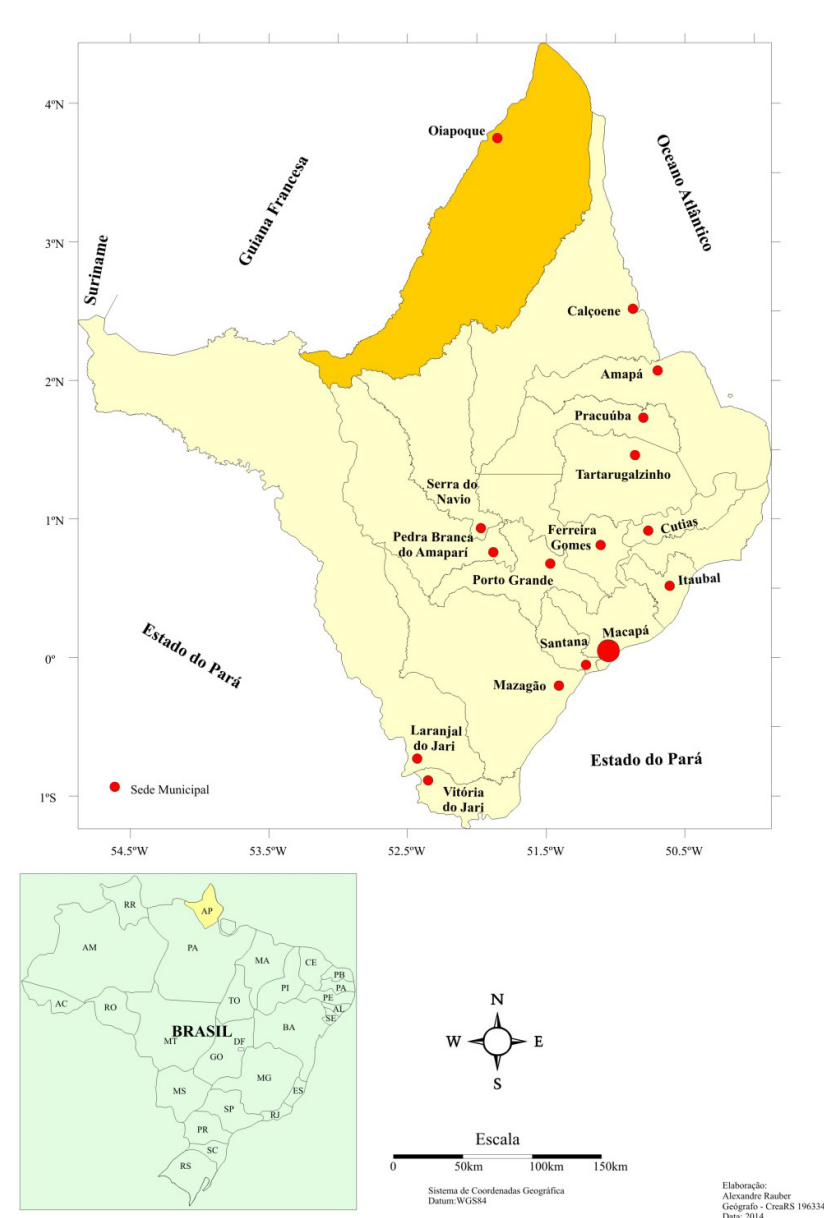 4ºN
Oiapoque
Oceano Atlântico
Guiana Francesa
3ºN
Suriname
Calçoene
2ºN
Amapá
Pracuúba
Tartarugalzinho
Serra do
Navio
1ºN
Cutias
Ferreira
Gomes
Pedra Branca
do Amaparí
Porto Grande
Itaubal
Estado do Pará
0º
Santana
Macapá
Mazagão
Laranjal
do Jari
Estado do Pará
Sede Municipal
1ºS
Vitória
do Jari
54.5ºW
53.5ºW
52.5ºW
51.5ºW
50.5ºW
RR
AP
AM
PA
MA
CE
PB
PA
PE
AL
SE
PI
AC
RO
TO
BRASIL
BA
MT
DF
GO
MG
MS
ES
SP
RJ
PR
SC
RS
N
W
E
S
Escala
0
50km
100km
150km
Sistema de Coordenadas Geográfica
Datum:WGS84
Elaboração:
Alexandre Rauber
Geógrafo - CreaRS 196334
Data: 2014